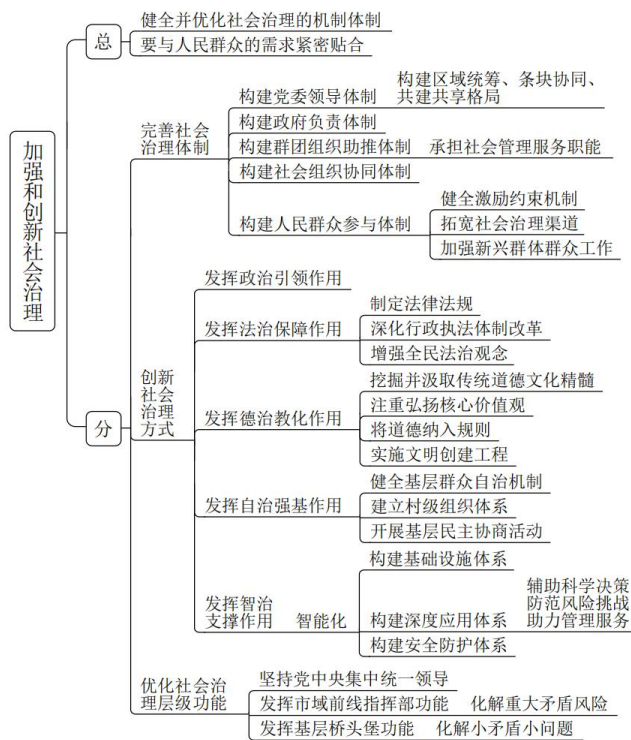 加强和创新社会治理
总
健全并优化社会治理的机制体制
要与人民群众的需求紧密贴合
分
完善社会
治理体制
构建党委领导体制
构建区域统筹、条块协同、
共建共享格局
构建政府负责体制
构建群团组织助推体制
承担社会管理服务职能
构建社会组织协同体制
构建人民群众参与体制
健全激励约束机制
拓宽社会治理渠道
加强新兴群体群众工作
创新
社会
治理
方式
发挥政治引领作用
发挥法治保障作用
制定法律法规
深化行政执法体制改革
增强全民法治观念
发挥德治教化作用
挖掘并汲取传统道德文化精髓
注重弘扬核心价值观
将道德纳入规则
实施文明创建工程
发挥自治强基作用
健全基层群众自治机制
建立村级组织体系
开展基层民主协商活动
发挥智治
支撑作用
智能化
构建基础设施体系
构建深度应用体系
辅助科学决策
防范风险挑战
助力管理服务
构建安全防护体系
优化社会治
理层级功能
坚持党中央集中统一领导
发挥市域前线指挥部功能
化解重大矛盾风险
发挥基层桥头堡功能
化解小矛盾小问题